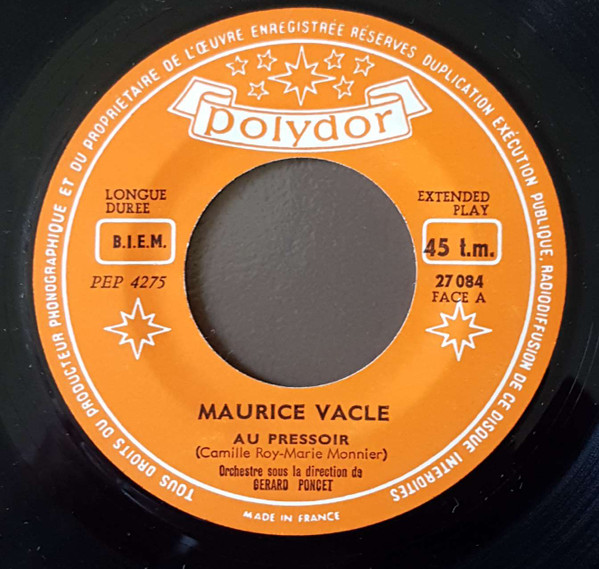 TOUS DROITS DU PRODUCTEUR PHONOGRAPHIQUE ET DU PROPRIÉTAIRE DE L'ŒUVRE ENREGISTRÉE RÉSERVÉS DUPLICATION EXÉCUTION PUBLIQUE, RADIODIFFUSION DE CE DISQUE INTERDITES
polydor
LONGUE
DUREE
B.I.E.M.
PEP 4275
EXTENDED
PLAY
45 t.m.
27 084
FACE A
MAURICE VACLE
AU PRESSOIR
(Camille Roy-Marie Monnier)
Orchestre sous la direction de
GERARD PONCET
MADE IN FRANCE